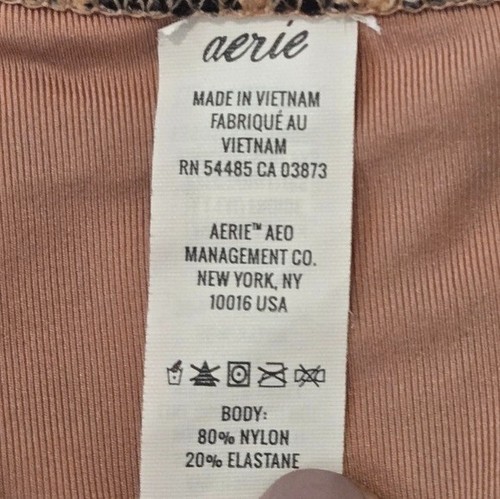 aerie
MADE IN VIETNAM
FABRIQUÉ AU
VIETNAM
RN 54485 CA 03873
AERIE™ AEO
MANAGEMENT CO.
NEW YORK, NY
10016 USA
BODY:
80% NYLON
20% ELASTANE